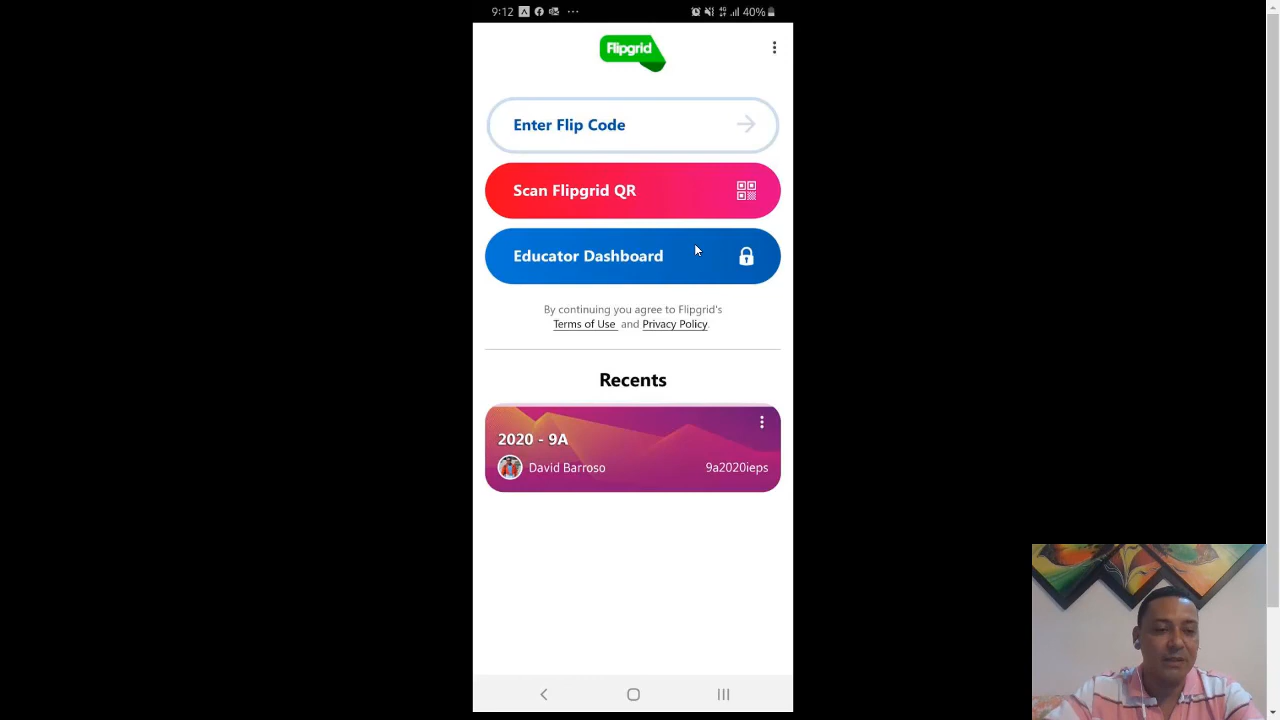 9:12
40%
Flipgrid
Enter Flip Code
Scan Flipgrid QR
Educator Dashboard
By continuing you agree to Flipgrid's
Terms of Use and Privacy Policy.
Recents
2020 - 9A
David Barroso 9a2020ieps